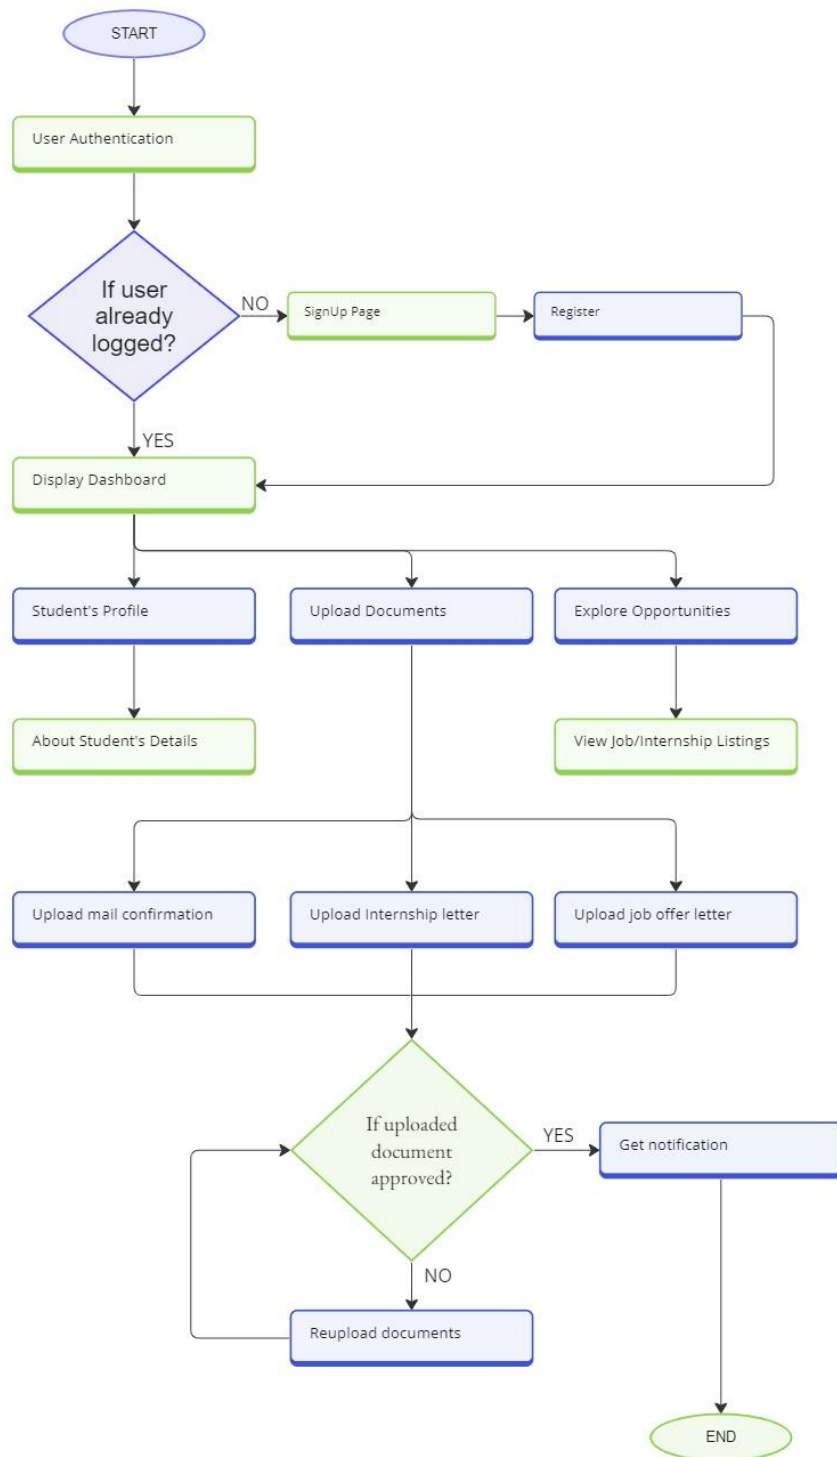 START
User Authentication
If user
already
logged?
NO
SignUp Page
Register
YES
Display Dashboard
Student's Profile
Upload Documents
Explore Opportunities
About Student's Details
View Job/Internship Listings
Upload mail confirmation
Upload Internship letter
Upload job offer letter
If uploaded
document
approved?
YES
Get notification
NO
Reupload documents
END